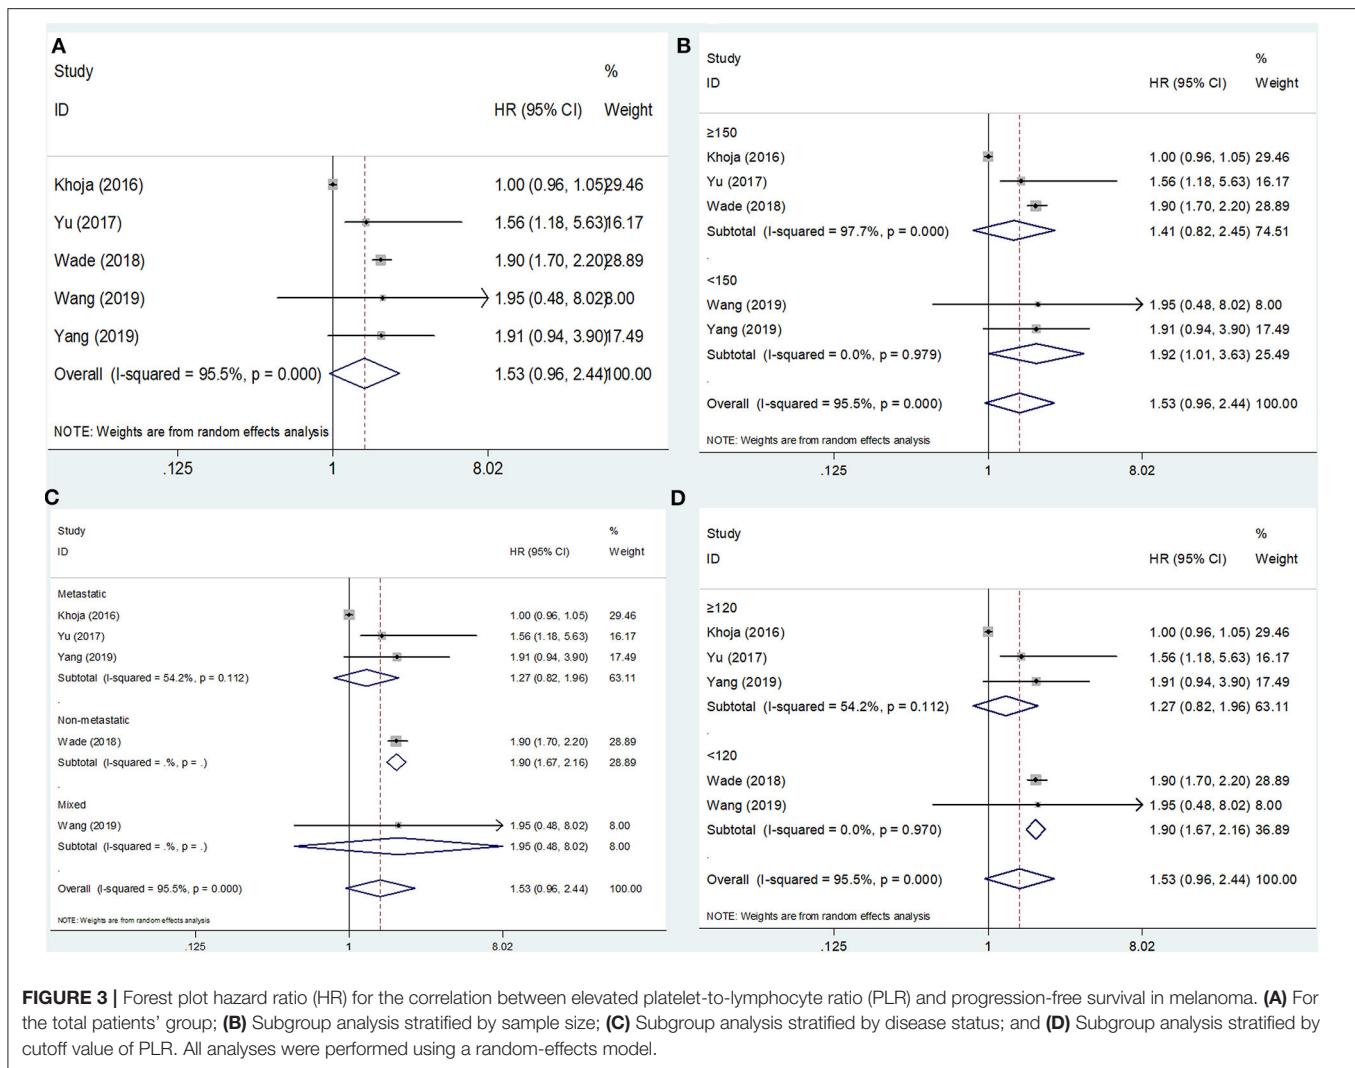 A
Study %
ID HR (95% CI) Weight
Khoja (2016) 1.00 (0.96, 1.05)29.46
Yu (2017) 1.56 (1.18, 5.63)16.17
Wade (2018) 1.90 (1.70, 2.20)28.89
Wang (2019) 1.95 (0.48, 8.02)8.00
Yang (2019) 1.91 (0.94, 3.90)17.49
Overall (I-squared = 95.5%, p = 0.000) 1.53 (0.96, 2.44)100.00
NOTE: Weights are from random effects analysis
.125 1 8.02
B
Study %
ID HR (95% CI) Weight
≥150
Khoja (2016) 1.00 (0.96, 1.05) 29.46
Yu (2017) 1.56 (1.18, 5.63) 16.17
Wade (2018) 1.90 (1.70, 2.20) 28.89
Subtotal (I-squared = 97.7%, p = 0.000) 1.41 (0.82, 2.45) 74.51
.
<150
Wang (2019) 1.95 (0.48, 8.02) 8.00
Yang (2019) 1.91 (0.94, 3.90) 17.49
Subtotal (I-squared = 0.0%, p = 0.979) 1.92 (1.01, 3.63) 25.49
.
Overall (I-squared = 95.5%, p = 0.000) 1.53 (0.96, 2.44) 100.00
NOTE: Weights are from random effects analysis
.125 1 8.02
C
Study %
ID HR (95% CI) Weight
Metastatic
Khoja (2016) 1.00 (0.96, 1.05) 29.46
Yu (2017) 1.56 (1.18, 5.63) 16.17
Yang (2019) 1.91 (0.94, 3.90) 17.49
Subtotal (I-squared = 54.2%, p = 0.112) 1.27 (0.82, 1.96) 63.11
.
Non-metastatic
Wade (2018) 1.90 (1.70, 2.20) 28.89
Subtotal (I-squared = .%, p = .) 1.90 (1.67, 2.16) 28.89
.
Mixed
Wang (2019) 1.95 (0.48, 8.02) 8.00
Subtotal (I-squared = .%, p = .) 1.95 (0.48, 8.02) 8.00
.
Overall (I-squared = 95.5%, p = 0.000) 1.53 (0.96, 2.44) 100.00
NOTE: Weights are from random effects analysis
.125 1 8.02
D
Study %
ID HR (95% CI) Weight
≥120
Khoja (2016) 1.00 (0.96, 1.05) 29.46
Yu (2017) 1.56 (1.18, 5.63) 16.17
Yang (2019) 1.91 (0.94, 3.90) 17.49
Subtotal (I-squared = 54.2%, p = 0.112) 1.27 (0.82, 1.96) 63.11
.
<120
Wade (2018) 1.90 (1.70, 2.20) 28.89
Wang (2019) 1.95 (0.48, 8.02) 8.00
Subtotal (I-squared = 0.0%, p = 0.970) 1.90 (1.67, 2.16) 36.89
.
Overall (I-squared = 95.5%, p = 0.000) 1.53 (0.96, 2.44) 100.00
NOTE: Weights are from random effects analysis
.125 1 8.02
FIGURE 3 | Forest plot hazard ratio (HR) for the correlation between elevated platelet-to-lymphocyte ratio (PLR) and progression-free survival in melanoma. (A) For
the total patients' group; (B) Subgroup analysis stratified by sample size; (C) Subgroup analysis stratified by disease status; and (D) Subgroup analysis stratified by
cutoff value of PLR. All analyses were performed using a random-effects model.